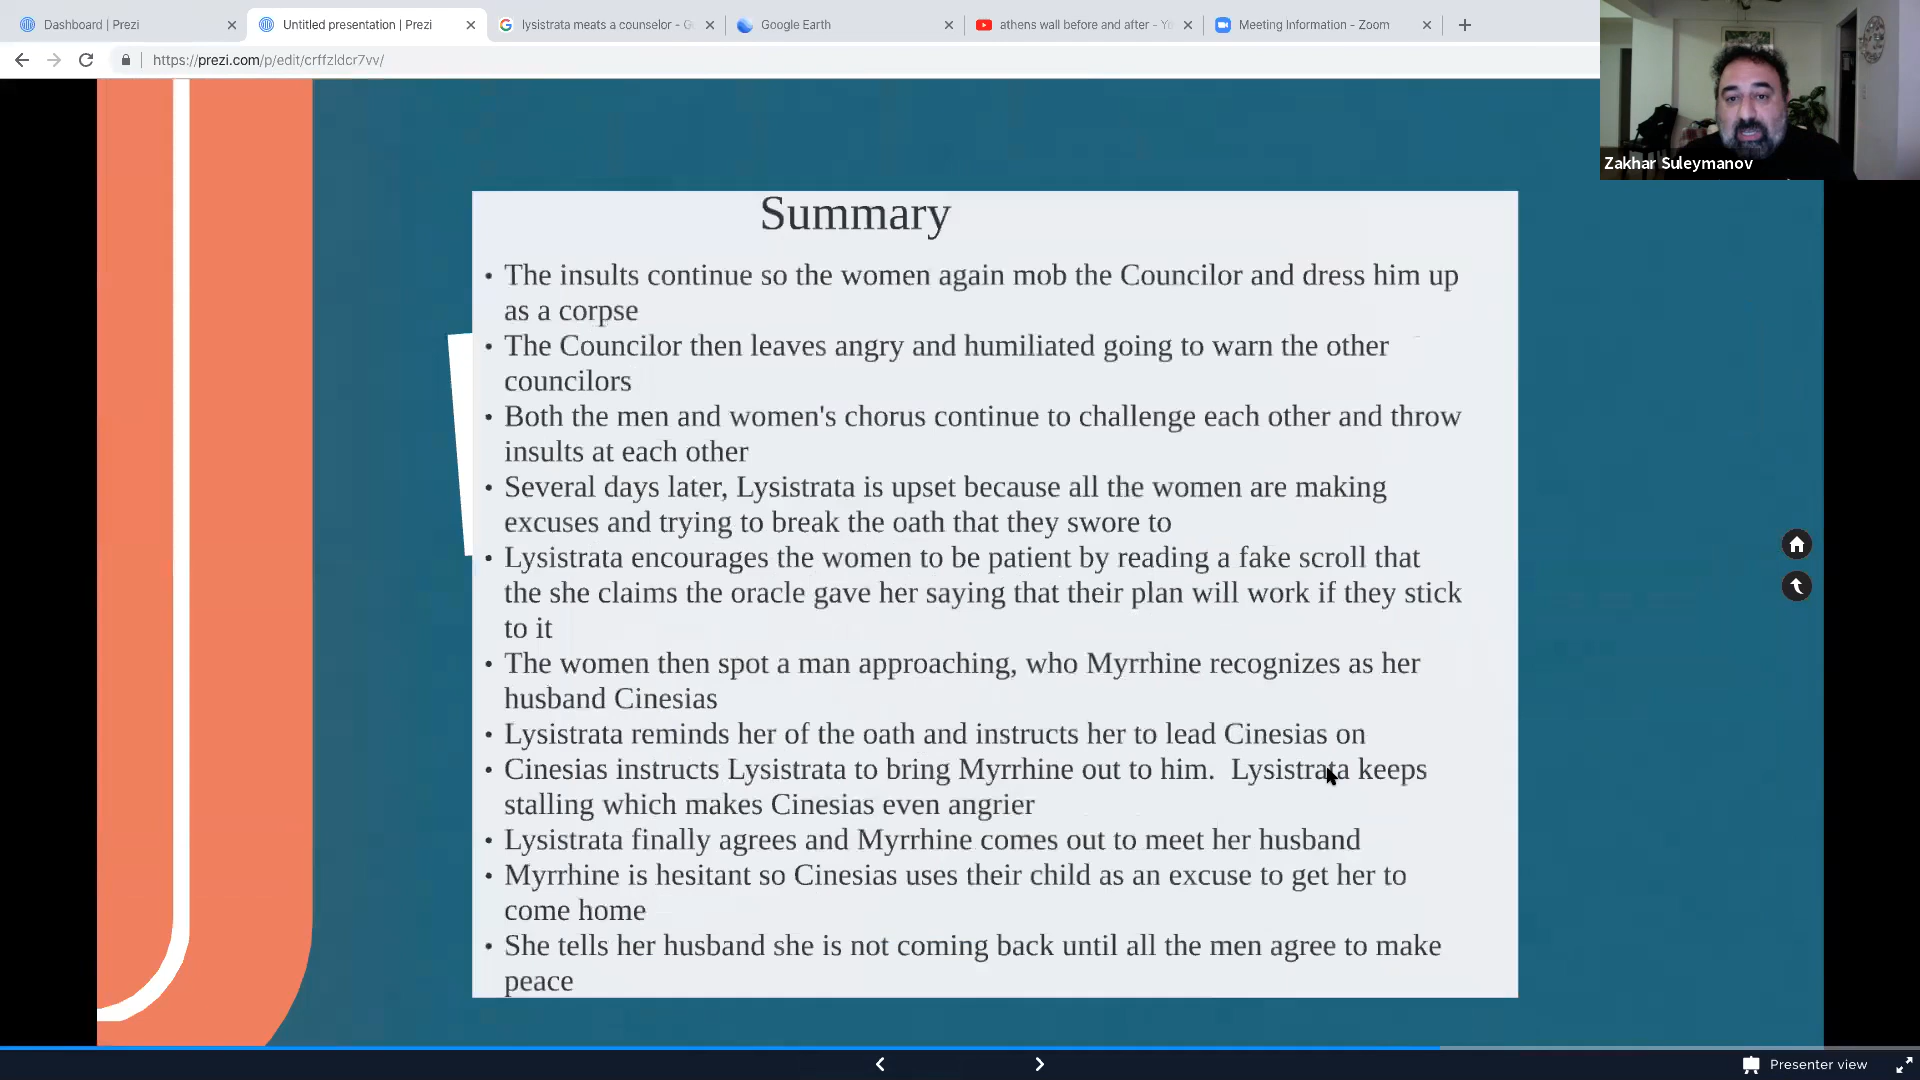 Dashboard | Prezi
Untitled presentation | Prezi
lysistrata meats a counselor - G
Google Earth
athens wall before and after - Yo
Meeting Information - Zoom
https://prezi.com/p/edit/crffzldcr7vv/
Zakhar Suleymanov
Summary
• The insults continue so the women again mob the Councilor and dress him up
as a corpse
• The Councilor then leaves angry and humiliated going to warn the other
councilors
• Both the men and women's chorus continue to challenge each other and throw
insults at each other
• Several days later, Lysistrata is upset because all the women are making
excuses and trying to break the oath that they swore to
• Lysistrata encourages the women to be patient by reading a fake scroll that
the she claims the oracle gave her saying that their plan will work if they stick
to it
• The women then spot a man approaching, who Myrrhine recognizes as her
husband Cinesias
• Lysistrata reminds her of the oath and instructs her to lead Cinesias on
• Cinesias instructs Lysistrata to bring Myrrhine out to him.  Lysistrata keeps
stalling which makes Cinesias even angrier
• Lysistrata finally agrees and Myrrhine comes out to meet her husband
• Myrrhine is hesitant so Cinesias uses their child as an excuse to get her to
come home
• She tells her husband she is not coming back until all the men agree to make
peace
Presenter view